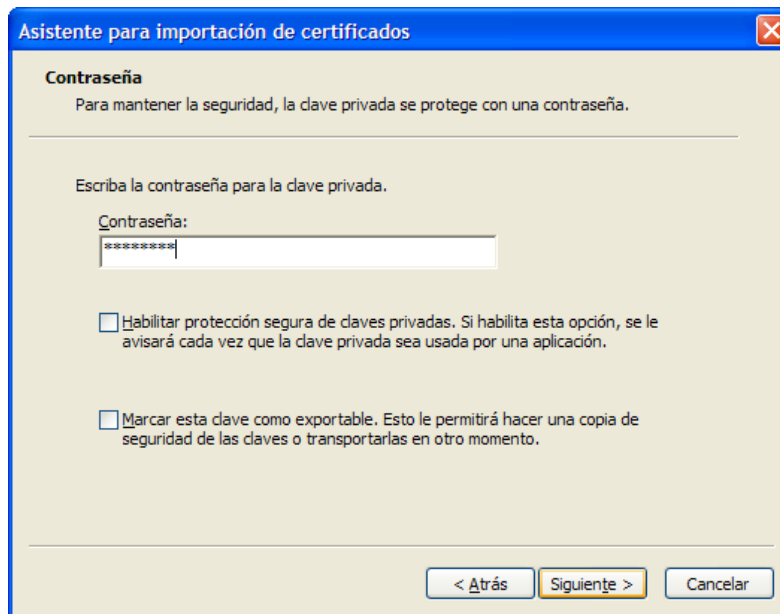 Asistente para importación de certificados
Contraseña
Para mantener la seguridad, la clave privada se protege con una contraseña.
Escriba la contraseña para la clave privada.
Contraseña:
********
Habilitar protección segura de claves privadas. Si habilita esta opción, se le
avisará cada vez que la clave privada sea usada por una aplicación.
Marcar esta clave como exportable. Esto le permitirá hacer una copia de
seguridad de las claves o transportarlas en otro momento.
< Atrás Siguiente > Cancelar